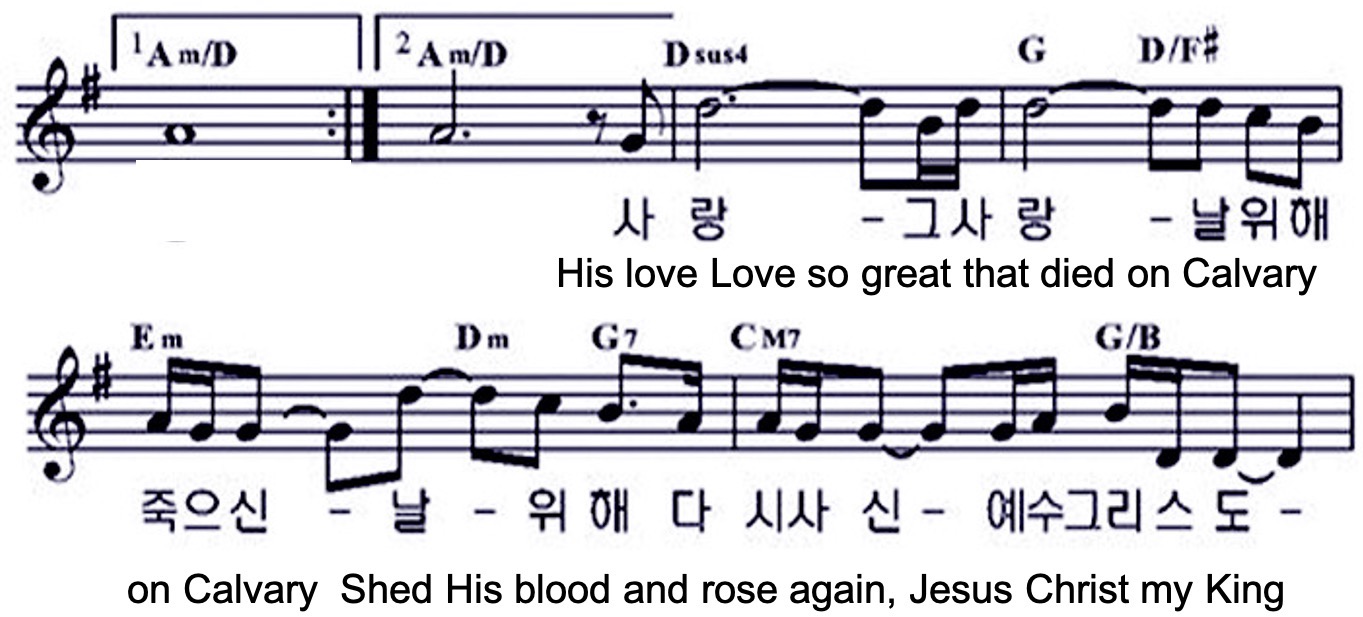 1 Am/D 2 Am/D Dsus4 G D/F#
사 랑 - 그 사 랑 - 날 위 해
His love Love so great that died on Calvary
Em Dm G7 CM7 G/B
죽으신 - 날 - 위 해 다 시사 신 - 예수그리스 도 -
on Calvary Shed His blood and rose again, Jesus Christ my King